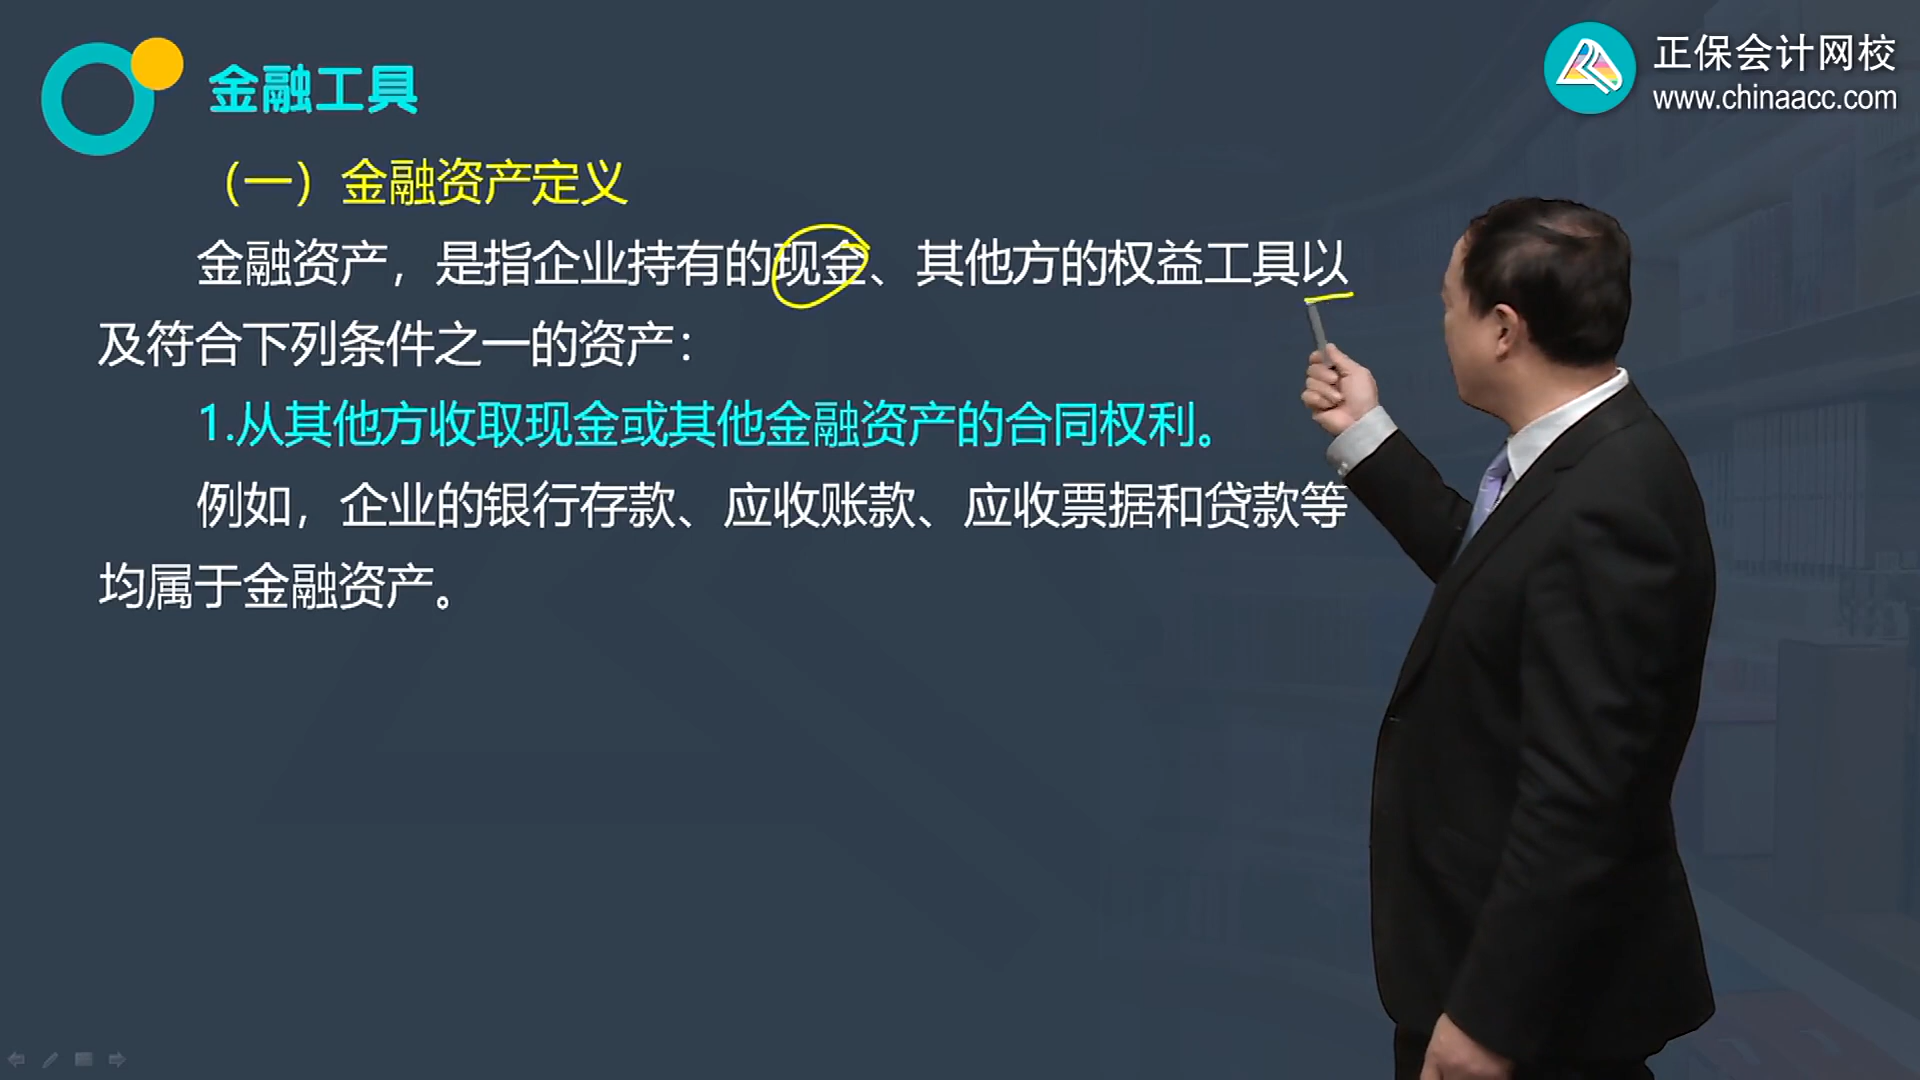 正保会计网校
www.chinaacc.com
金融工具
（一）金融资产定义
金融资产，是指企业持有的现金、其他方的权益工具以
及符合下列条件之一的资产：
1.从其他方收取现金或其他金融资产的合同权利。
例如，企业的银行存款、应收账款、应收票据和贷款等
均属于金融资产。